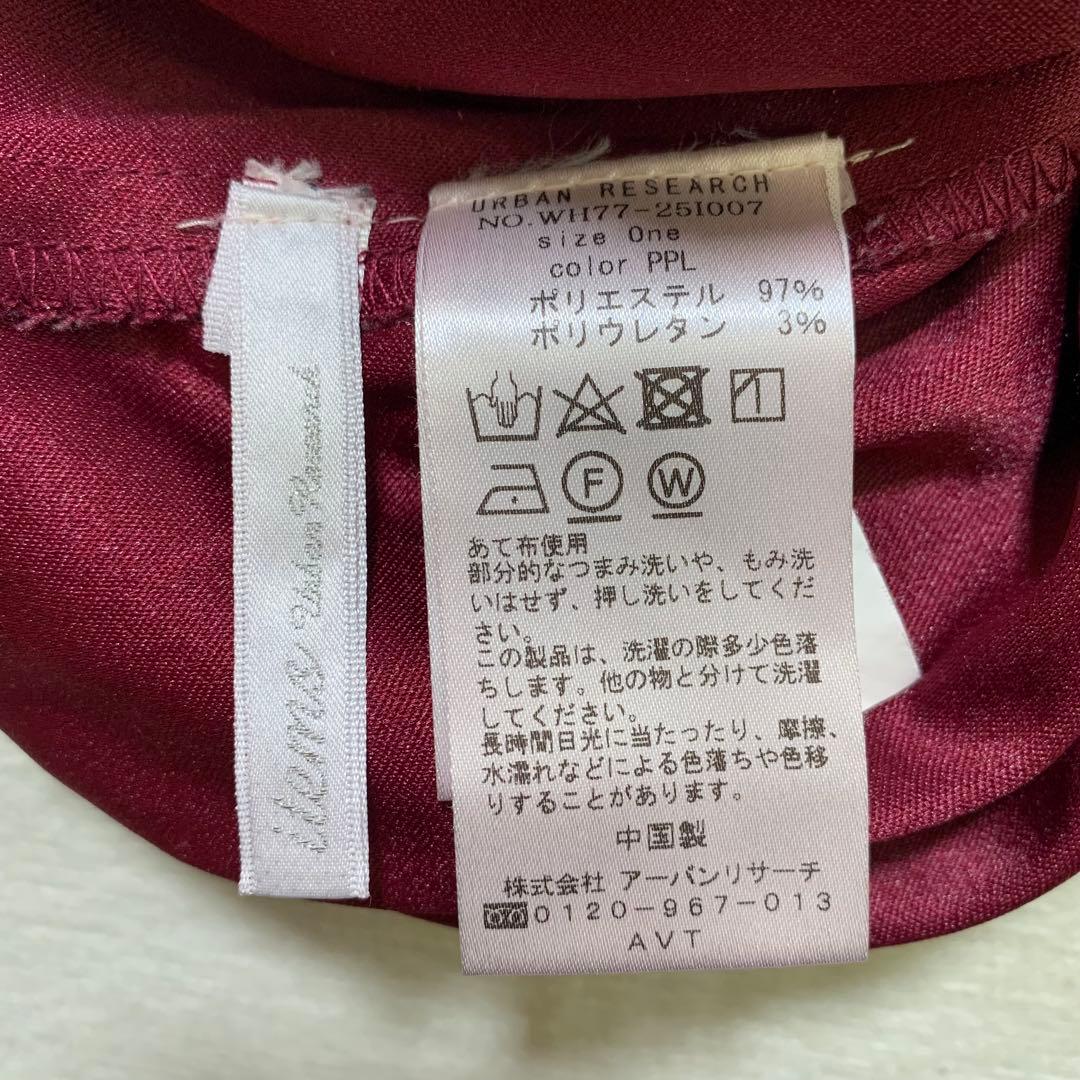 URBAN RESEARCH
NO.WH77-25I007
size One
color PPL
ポリエステル 97%
ポリウレタン 3%
F
W
あて布使用
部分的なつまみ洗いや、もみ洗
いはせず、押し洗いをしてくだ
さい。
この製品は、洗濯の際多少色落
ちします。他の物と分けて洗濯
してください。
長時間日光に当たったり、摩擦、
水濡れなどによる色落ちや色移
りすることがあります。
中国製
株式会社 アーバンリサーチ
0120-967-013
AVT
items Urban Research